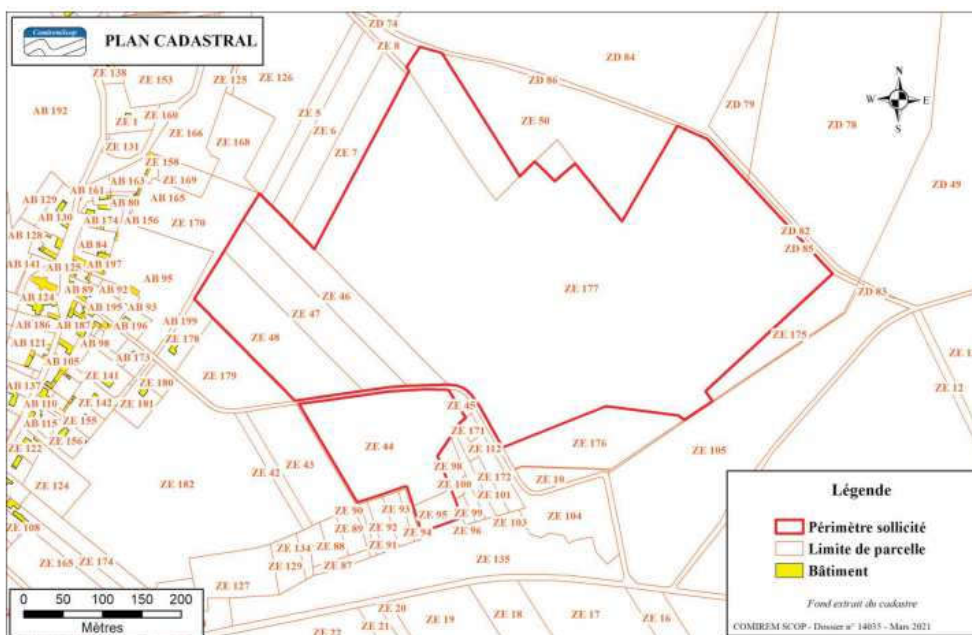 ComiremScop
PLAN CADASTRAL
ZD 74
ZE 8
ZE 138
ZE 153
ZE 125
ZE 126
ZD 86
ZD 84
AB 192
ZE 1
ZE 160
ZE 5
ZE 50
ZD 79
ZD 78
N
W
E
S
ZE 131
ZE 166
ZE 168
ZE 6
ZE 7
ZE 158
AB 163
ZE 169
AB 161
AB 129
AB 80
AB 165
ZD 49
AB 130
AB 174
AB 156
ZE 170
AB 128
AB 84
ZD 82
ZD 85
AB 141
AB 125
AB 197
AB 95
AB 124
AB 89
AB 92
ZE 46
ZE 177
ZD 83
AB 195
AB 93
ZE 47
AB 186
AB 187
AB 196
AB 199
ZE 48
ZE 175
AB 121
AB 98
ZE 178
AB 105
AB 173
ZE 1
AB 137
ZE 141
ZE 180
ZE 179
ZE 12
AB 110
ZE 142
ZE 181
ZE 45
AB 115
ZE 155
ZE 171
ZE 122
ZE 156
ZE 44
ZE 112
ZE 176
ZE 105
ZE 43
ZE 98
ZE 42
ZE 100
ZE 172
ZE 10
ZE 124
ZE 182
ZE 101
ZE 90
ZE 93
ZE 95
ZE 99
ZE 103
ZE 104
ZE 108
ZE 89
ZE 92
ZE 94
ZE 96
ZE 134
ZE 88
ZE 91
ZE 165
ZE 174
ZE 129
ZE 87
ZE 135
ZE 127
ZE 20
ZE 18
ZE 17
ZE 16
ZE 22
ZE 21
ZE 19
0 50 100 150 200
Mètres
Légende
Périmètre sollicité
Limite de parcelle
Bâtiment
Fond extrait du cadastre
COMIREM SCOP - Dossier n° 14035 - Mars 2021